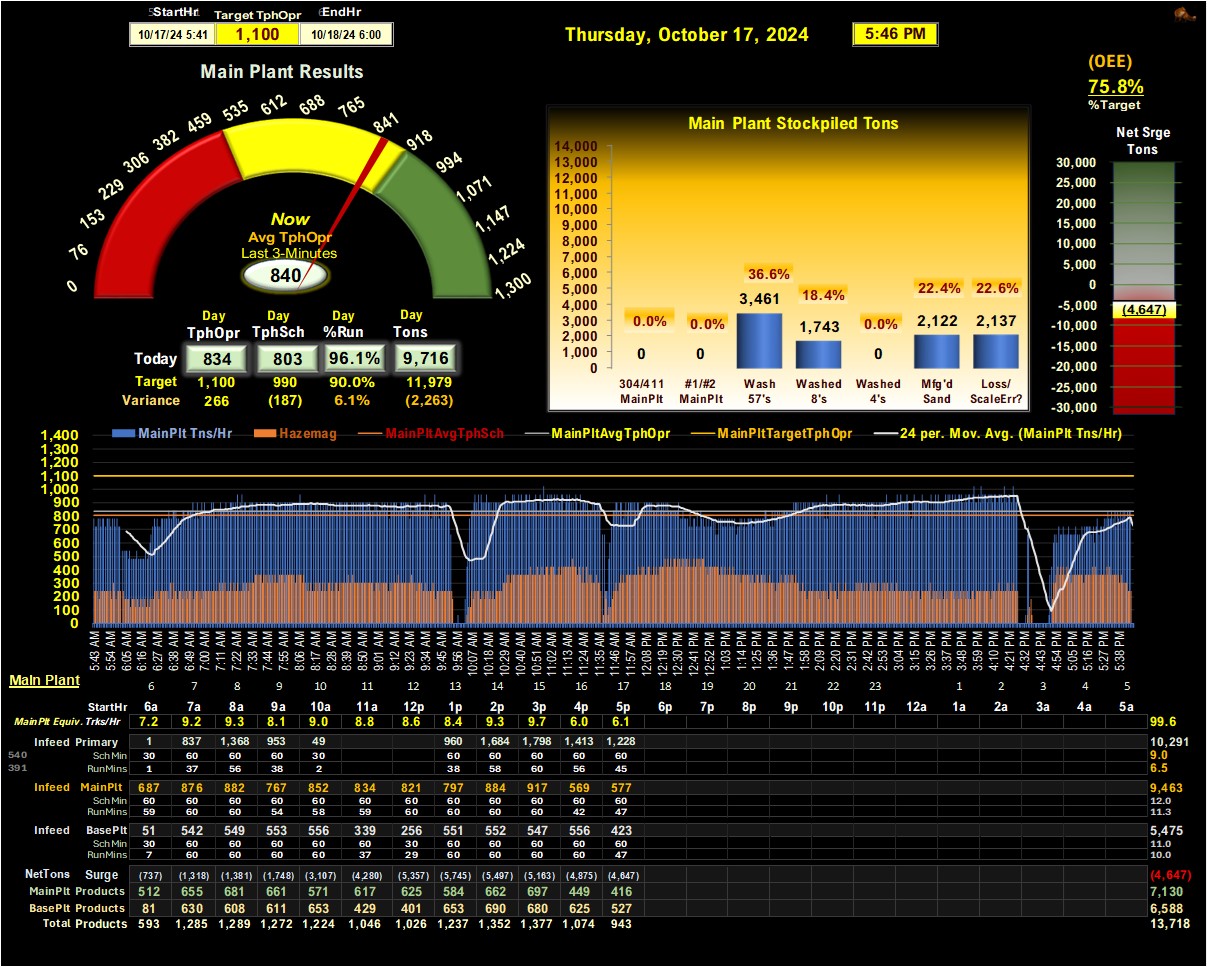 StartHr Target TphOpr EndHr
10/17/24 5:41 1,100 10/18/24 6:00
Thursday, October 17, 2024 5:46 PM
(OEE)
75.8%
%Target
Main Plant Results
0 76 153 229 306 382 459 535 612 688 765 841 918 994 1,071 1,147 1,224 1,300
Now
Avg TphOpr
Last 3-Minutes
840
Day Day Day Day
TphOpr TphSch %Run Tons
Today 834 803 96.1% 9,716
Target 1,100 990 90.0% 11,979
Variance 266 (187) 6.1% (2,263)
Main Plant Stockpiled Tons
14,000
13,000
12,000
11,000
10,000
9,000
8,000
7,000
6,000
5,000
4,000
3,000
2,000
1,000
0
0.0% 0.0% 36.6% 18.4% 0.0% 22.4% 22.6%
0 0 3,461 1,743 0 2,122 2,137
304/411 #1/#2 Wash Washed Washed Mfg'd Loss/
MainPlt MainPlt 57's 8's 4's Sand ScaleErr?
Net Srge
Tons
30,000
25,000
20,000
15,000
10,000
5,000
0
-5,000
-10,000
-15,000
-20,000
-25,000
-30,000
(4,647)
MainPlt Tns/Hr Hazemag MainPltAvgTphSch MainPltAvgTphOpr MainPltTargetTphOpr 24 per. Mov. Avg. (MainPlt Tns/Hr)
1,400
1,300
1,200
1,100
1,000
900
800
700
600
500
400
300
200
100
0
5:43 AM 5:54 AM 6:05 AM 6:16 AM 6:27 AM 6:38 AM 6:49 AM 7:00 AM 7:11 AM 7:22 AM 7:33 AM 7:44 AM 7:55 AM 8:06 AM 8:17 AM 8:28 AM 8:39 AM 8:50 AM 9:01 AM 9:12 AM 9:23 AM 9:34 AM 9:45 AM 9:56 AM 10:07 AM 10:18 AM 10:29 AM 10:40 AM 10:51 AM 11:02 AM 11:13 AM 11:24 AM 11:35 AM 11:46 AM 11:57 AM 12:08 PM 12:19 PM 12:30 PM 12:41 PM 12:52 PM 1:03 PM 1:14 PM 1:25 PM 1:36 PM 1:47 PM 1:58 PM 2:09 PM 2:20 PM 2:31 PM 2:42 PM 2:53 PM 3:04 PM 3:15 PM 3:26 PM 3:37 PM 3:48 PM 3:59 PM 4:10 PM 4:21 PM 4:32 PM 4:43 PM 4:54 PM 5:05 PM 5:16 PM 5:27 PM 5:38 PM
Main Plant 6 7 8 9 10 11 12 13 14 15 16 17 18 19 20 21 22 23 1 2 3 4 5
StartHr 6a 7a 8a 9a 10a 11a 12p 1p 2p 3p 4p 5p 6p 7p 8p 9p 10p 11p 12a 1a 2a 3a 4a 5a
MainPlt Equiv. Trks/Hr 7.2 9.2 9.3 8.1 9.0 8.8 8.6 8.4 9.3 9.7 6.0 6.1 99.6
Infeed Primary 1 837 1,368 953 49 960 1,684 1,798 1,413 1,228 10,291
540 Sch Min 30 60 60 60 30 60 60 60 60 60 9.0
391 RunMins 1 37 56 38 2 38 58 60 56 45 6.5
Infeed MainPlt 687 876 882 767 852 834 821 797 884 917 569 577 9,463
Sch Min 60 60 60 60 60 60 60 60 60 60 60 60 12.0
RunMins 59 60 60 54 58 59 60 60 60 60 42 47 11.3
Infeed BasePlt 51 542 549 553 556 339 256 551 552 547 556 423 5,475
Sch Min 30 60 60 60 60 60 30 60 60 60 60 60 11.0
RunMins 7 60 60 60 60 37 29 60 60 60 60 47 10.0
NetTons Surge (737) (1,318) (1,381) (1,748) (3,107) (4,280) (5,357) (5,745) (5,497) (5,163) (4,875) (4,647) (4,647)
MainPlt Products 512 655 681 661 571 617 625 584 662 697 449 416 7,130
BasePlt Products 81 630 608 611 653 429 401 653 690 680 625 527 6,588
Total Products 593 1,285 1,289 1,272 1,224 1,046 1,026 1,237 1,352 1,377 1,074 943 13,718